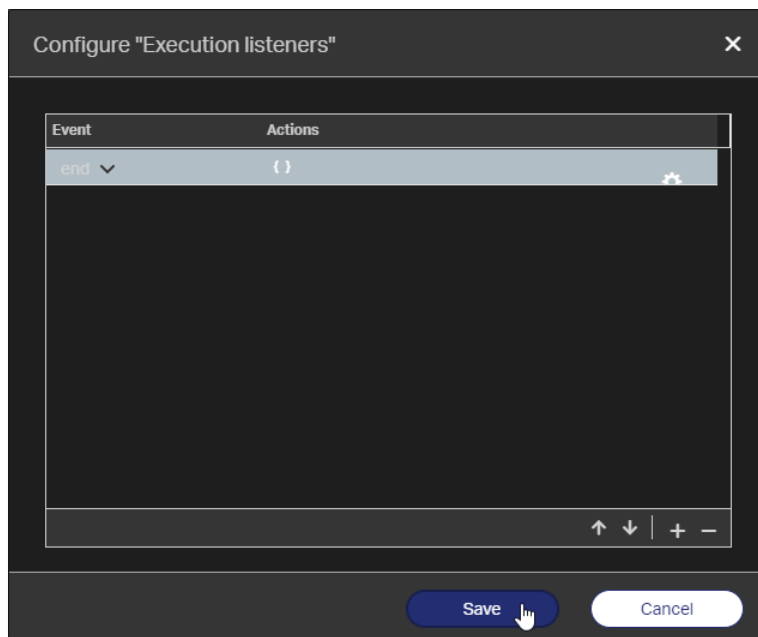 Configure "Execution listeners"
Event Actions
end { }
Save Cancel